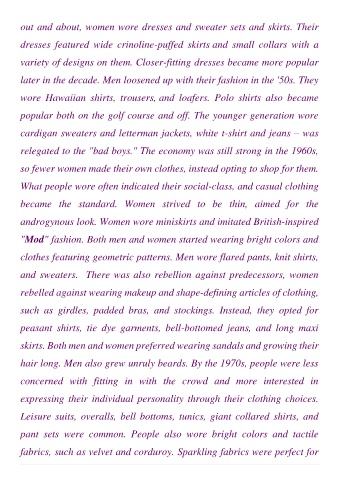 out and about, women wore dresses and sweater sets and skirts. Their
dresses featured wide crinoline-puffed skirts and small collars with a
variety of designs on them. Closer-fitting dresses became more popular
later in the decade. Men loosened up with their fashion in the '50s. They
wore Hawaiian shirts, trousers, and loafers. Polo shirts also became
popular both on the golf course and off. The younger generation wore
cardigan sweaters and letterman jackets, white t-shirt and jeans – was
relegated to the "bad boys." The economy was still strong in the 1960s,
so fewer women made their own clothes, instead opting to shop for them.
What people wore often indicated their social-class, and casual clothing
became the standard. Women strived to be thin, aimed for the
androgynous look. Women wore miniskirts and imitated British-inspired
"Mod" fashion. Both men and women started wearing bright colors and
clothes featuring geometric patterns. Men wore flared pants, knit shirts,
and sweaters. There was also rebellion against predecessors, women
rebelled against wearing makeup and shape-defining articles of clothing,
such as girdles, padded bras, and stockings. Instead, they opted for
peasant shirts, tie dye garments, bell-bottomed jeans, and long maxi
skirts. Both men and women preferred wearing sandals and growing their
hair long. Men also grew unruly beards. By the 1970s, people were less
concerned with fitting in with the crowd and more interested in
expressing their individual personality through their clothing choices.
Leisure suits, overalls, bell bottoms, tunics, giant collared shirts, and
pant sets were common. People also wore bright colors and tactile
fabrics, such as velvet and corduroy. Sparkling fabrics were perfect for